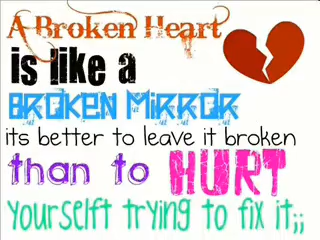 A Broken Heart
is like a
BROKEN MIRROR
its better to leave it broken
than to HURT
yourselft trying to fix it;;